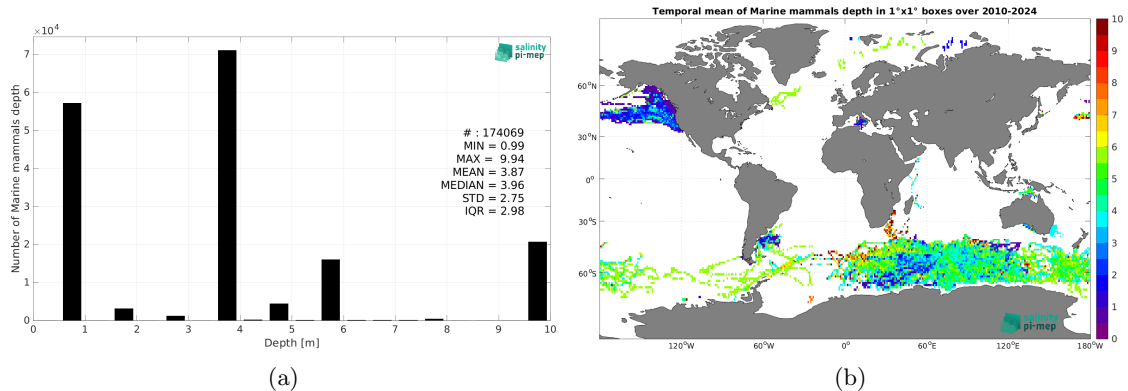 ×10⁴
7
6
5
4
3
2
1
0
Number of Marine mammals depth
0 1 2 3 4 5 6 7 8 9 10
Depth [m]
salinity
pi-mep
# : 174069
MIN = 0.99
MAX = 9.94
MEAN = 3.87
MEDIAN = 3.96
STD = 2.75
IQR = 2.98
(a)
Temporal mean of Marine mammals depth in 1°x1° boxes over 2010-2024
60°N
30°N
0°
30°S
60°S
120°W 60°W 0° 60°E 120°E 180°W
salinity
pi-mep
10
9
8
7
6
5
4
3
2
1
0
(b)